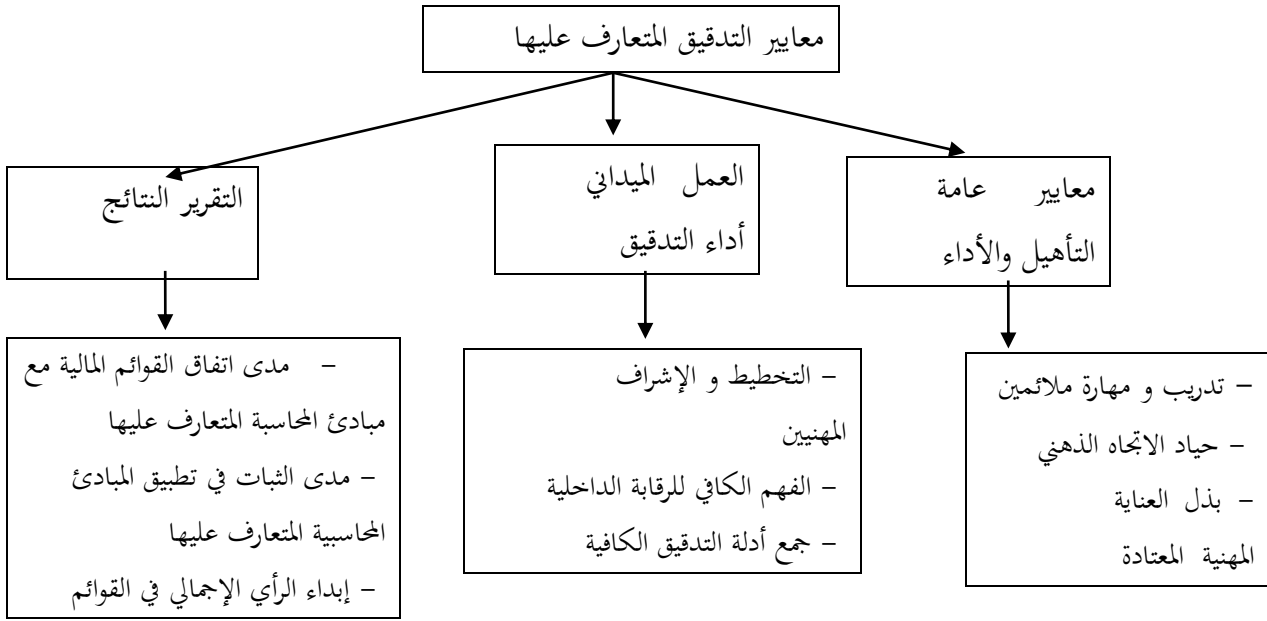 معايير التدقيق المتعارف عليها
معايير عامة
التأهيل والأداء
العمل الميداني
أداء التدقيق
التقرير النتائج
– تدريب و مهارة ملائمين
– حياد الاتجاه الذهني
– بذل العناية
المهنية المعتادة
– التخطيط و الإشراف
المهنيين
– الفهم الكافي للرقابة الداخلية
– جمع أدلة التدقيق الكافية
– مدى اتفاق القوائم المالية مع
مبادئ المحاسبة المتعارف عليها
– مدى الثبات في تطبيق المبادئ
المحاسبية المتعارف عليها
– إبداء الرأي الإجمالي في القوائم